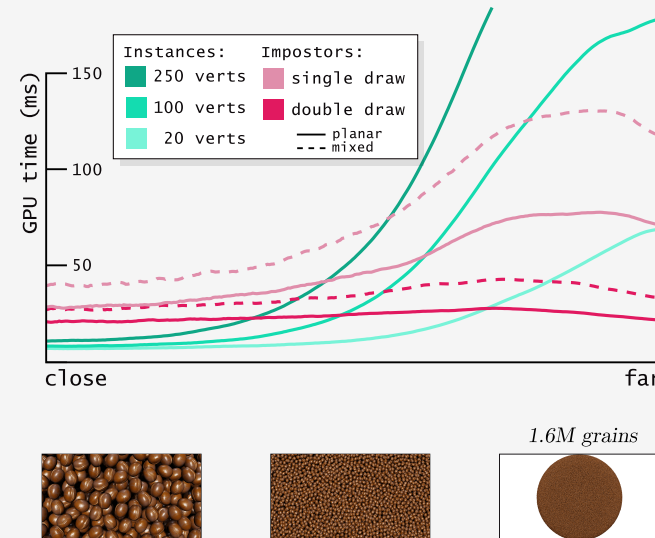 Instances:
250 verts
100 verts
20 verts
Impostors:
single draw
double draw
planar
mixed
GPU time (ms)
150
100
50
close
far
1.6M grains